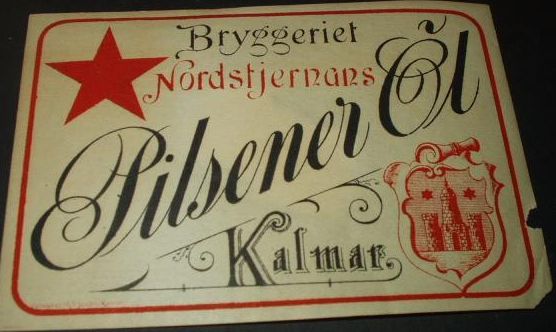 Bryggeriet
Nordstjernans
Pilsener Öl
Kalmar.